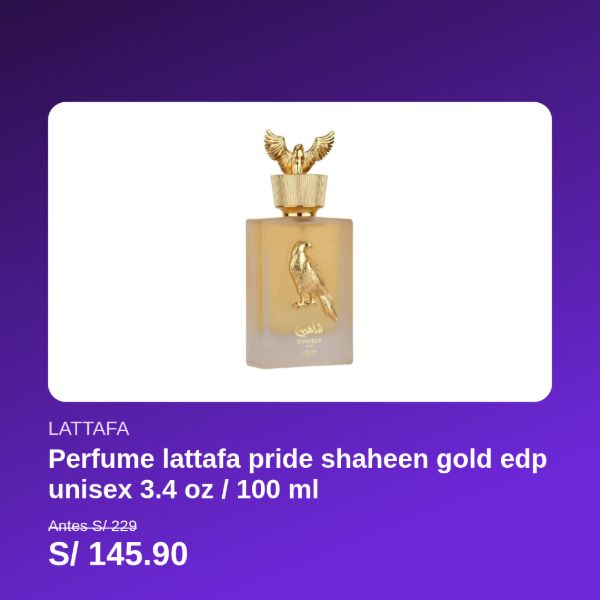 شاهين
SHAHEEN
LATTAFA
Perfume lattafa pride shaheen gold edp
unisex 3.4 oz / 100 ml
Antes S/ 229
S/ 145.90